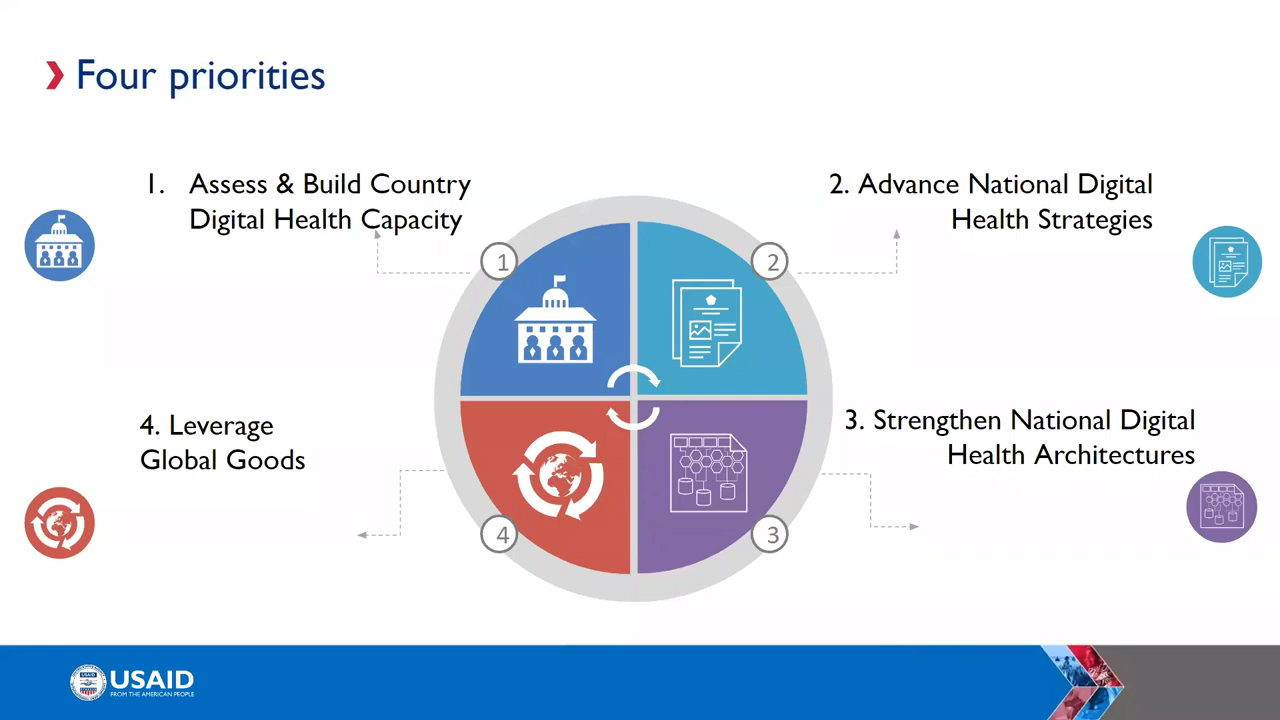 Four priorities
1. Assess & Build Country
Digital Health Capacity
2. Advance National Digital
Health Strategies
1
2
4. Leverage
Global Goods
3. Strengthen National Digital
Health Architectures
4
3
USAID
USAID
FROM THE AMERICAN PEOPLE